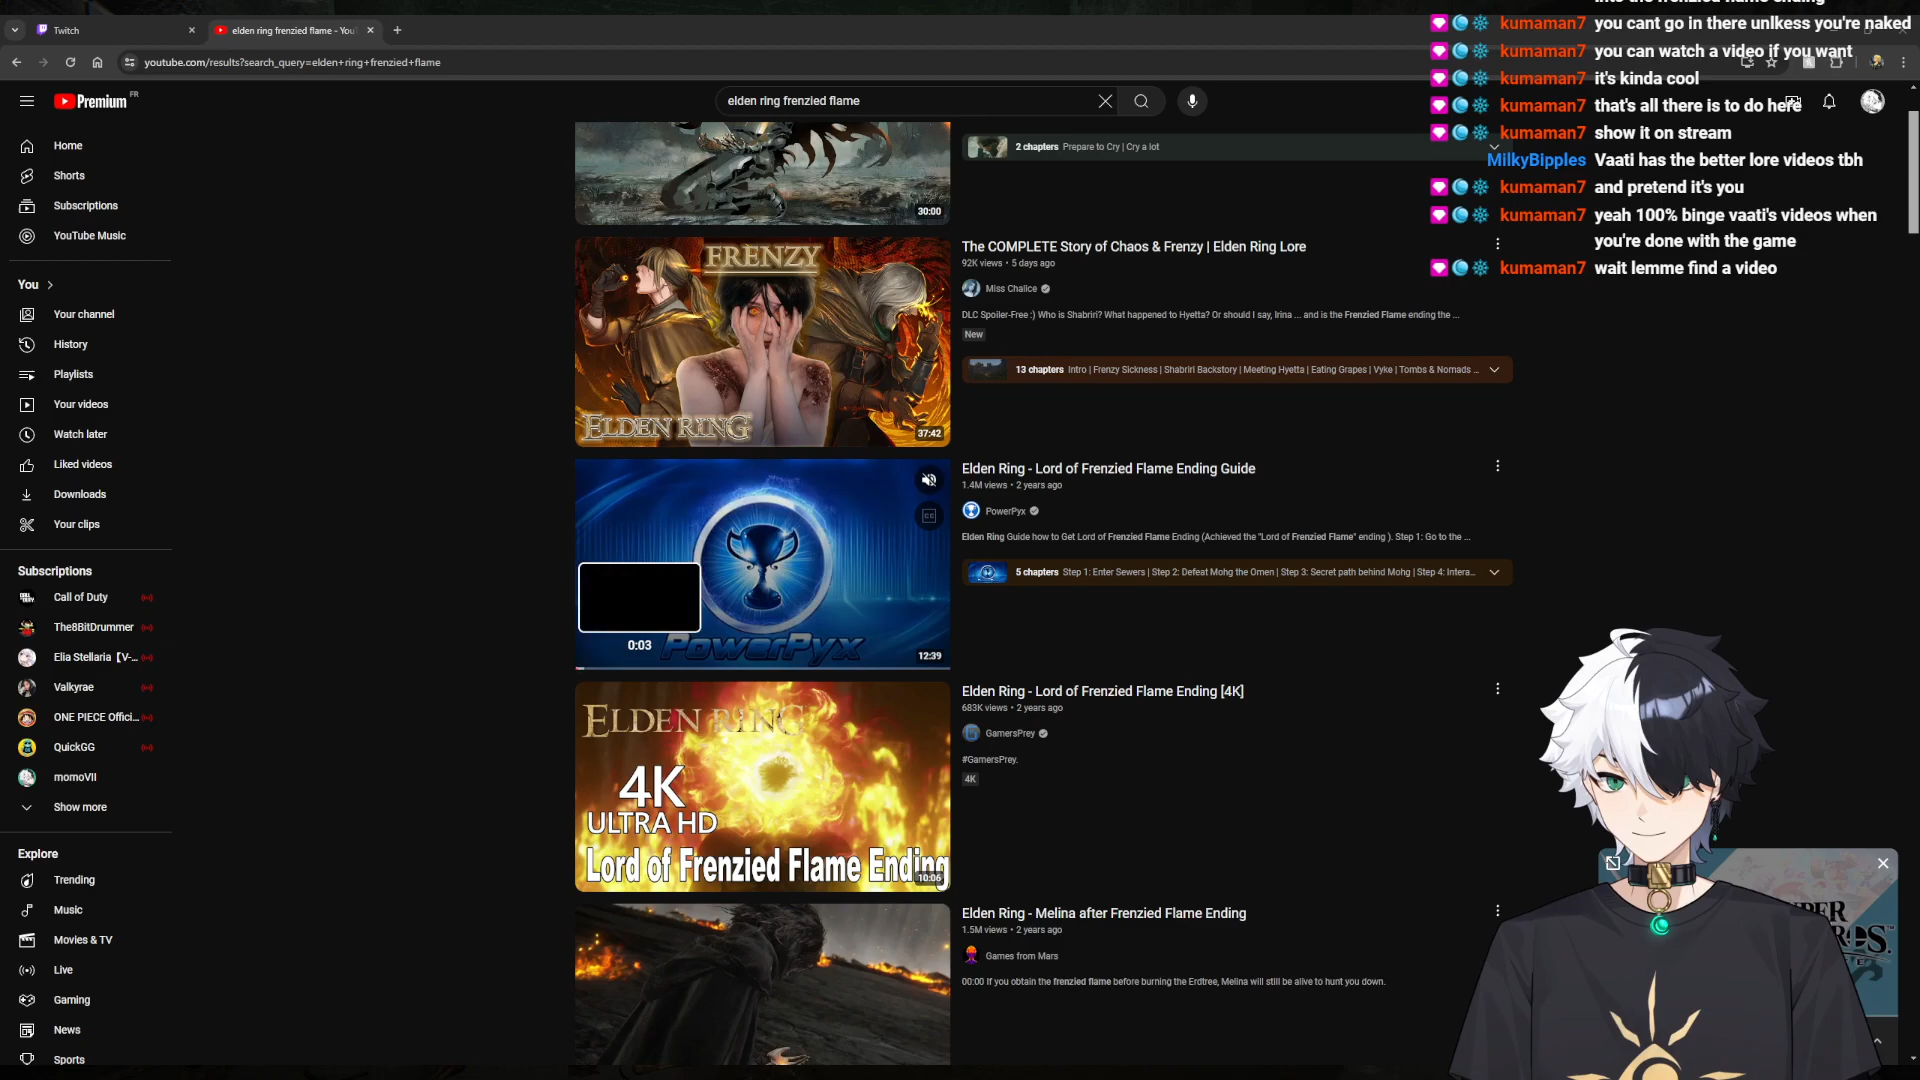 Twitch
elden ring frenzied flame - You
youtube.com/results?search_query=elden+ring+frenzied+flame
Premium FR
elden ring frenzied flame
Home
Shorts
Subscriptions
YouTube Music
You
Your channel
History
Playlists
Your videos
Watch later
Liked videos
Downloads
Your clips
Subscriptions
Call of Duty
The8BitDrummer
Elia Stellaria【V-...
Valkyrae
ONE PIECE Offici...
QuickGG
momoVII
Show more
Explore
Trending
Music
Movies & TV
Live
Gaming
News
Sports
30:00
2 chapters Prepare to Cry | Cry a lot
FRENZY
ELDEN RING
37:42
The COMPLETE Story of Chaos & Frenzy | Elden Ring Lore
92K views • 5 days ago
Miss Chalice
DLC Spoiler-Free :) Who is Shabriri? What happened to Hyetta? Or should I say, Irina ... and is the Frenzied Flame ending the ...
New
13 chapters Intro | Frenzy Sickness | Shabriri Backstory | Meeting Hyetta | Eating Grapes | Vyke | Tombs & Nomads ...
CC
0:03
PowerPyx
12:39
Elden Ring - Lord of Frenzied Flame Ending Guide
1.4M views • 2 years ago
PowerPyx
Elden Ring Guide how to Get Lord of Frenzied Flame Ending (Achieved the "Lord of Frenzied Flame" ending ). Step 1: Go to the ...
5 chapters Step 1: Enter Sewers | Step 2: Defeat Mohg the Omen | Step 3: Secret path behind Mohg | Step 4: Intera...
ELDEN RING
4K
ULTRA HD
Lord of Frenzied Flame Ending
10:06
Elden Ring - Lord of Frenzied Flame Ending [4K]
683K views • 2 years ago
GamersPrey
#GamersPrey.
4K
Elden Ring - Melina after Frenzied Flame Ending
1.5M views • 2 years ago
Games from Mars
00:00 If you obtain the frenzied flame before burning the Erdtree, Melina will still be alive to hunt you down.
into the frenzied flame ending
kumaman7 you cant go in there unlkess you're naked
kumaman7 you can watch a video if you want
kumaman7 it's kinda cool
kumaman7 that's all there is to do here
kumaman7 show it on stream
MilkyBipples Vaati has the better lore videos tbh
kumaman7 and pretend it's you
kumaman7 yeah 100% binge vaati's videos when
you're done with the game
kumaman7 wait lemme find a video